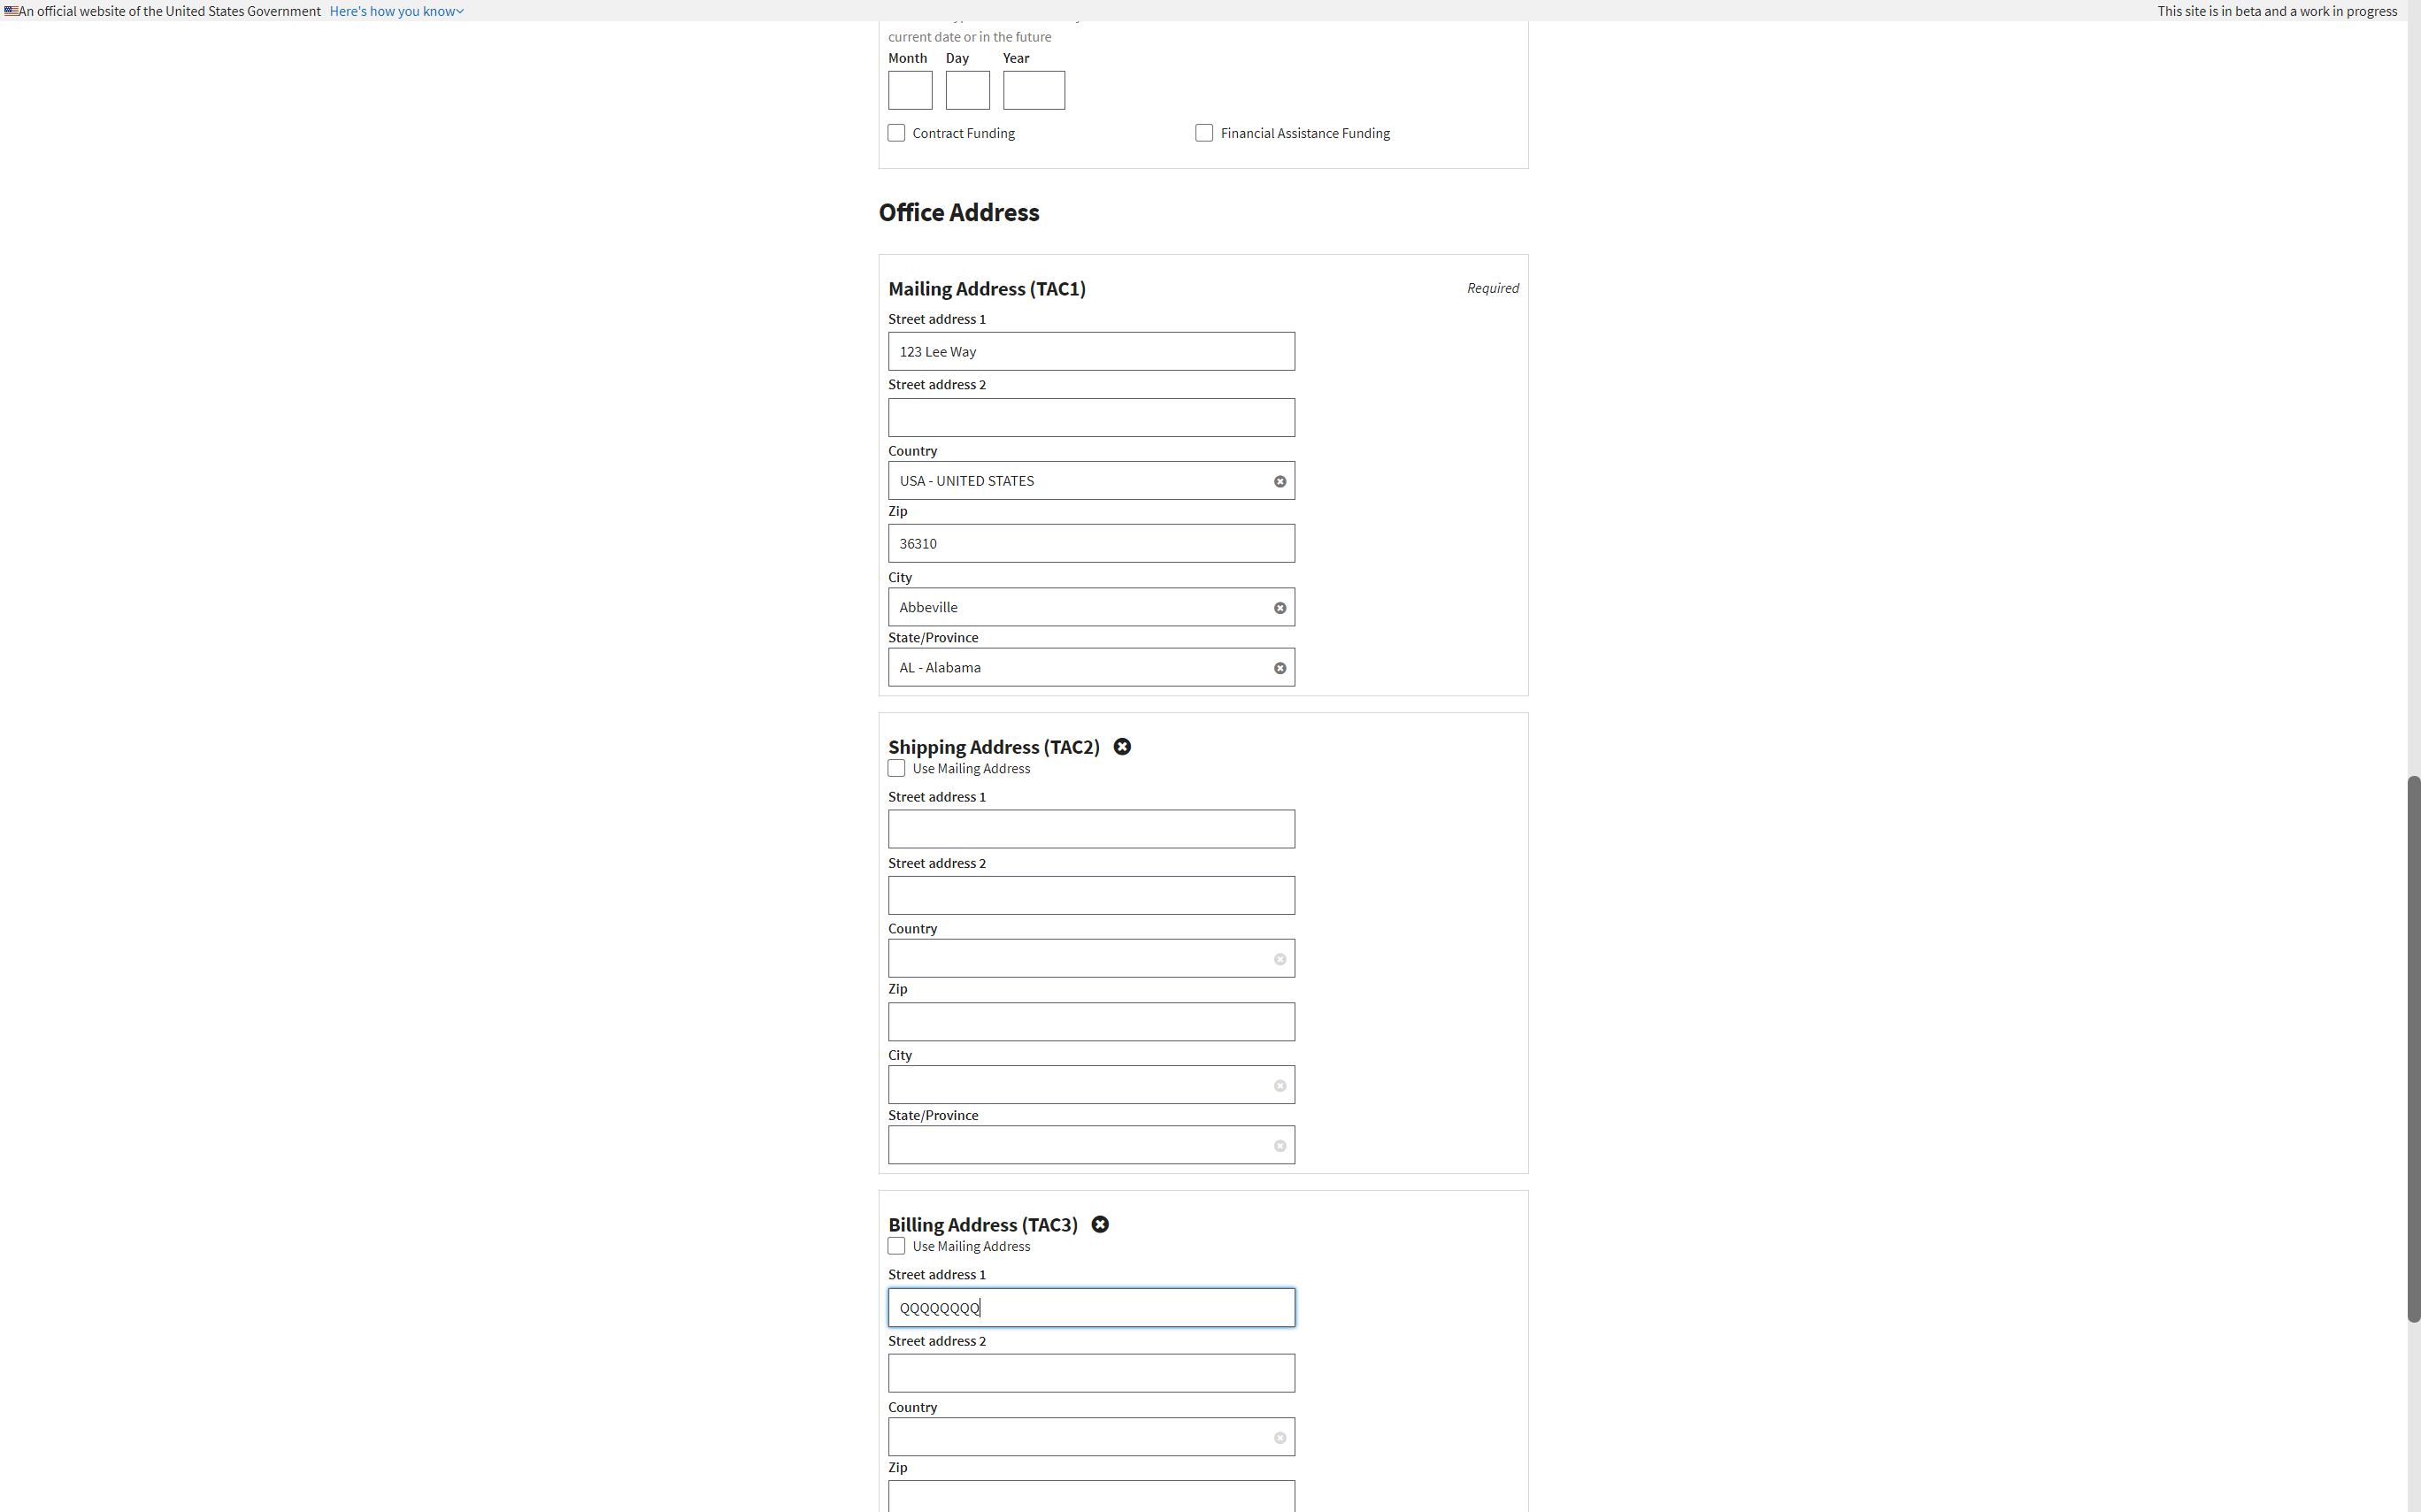 An official website of the United States Government Here's how you know
This site is in beta and a work in progress
current date or in the future
Month Day Year
Contract Funding Financial Assistance Funding
Office Address
Mailing Address (TAC1) Required
Street address 1
123 Lee Way
Street address 2
Country
USA - UNITED STATES
Zip
36310
City
Abbeville
State/Province
AL - Alabama
Shipping Address (TAC2)
Use Mailing Address
Street address 1
Street address 2
Country
Zip
City
State/Province
Billing Address (TAC3)
Use Mailing Address
Street address 1
QQQQQQQQ
Street address 2
Country
Zip